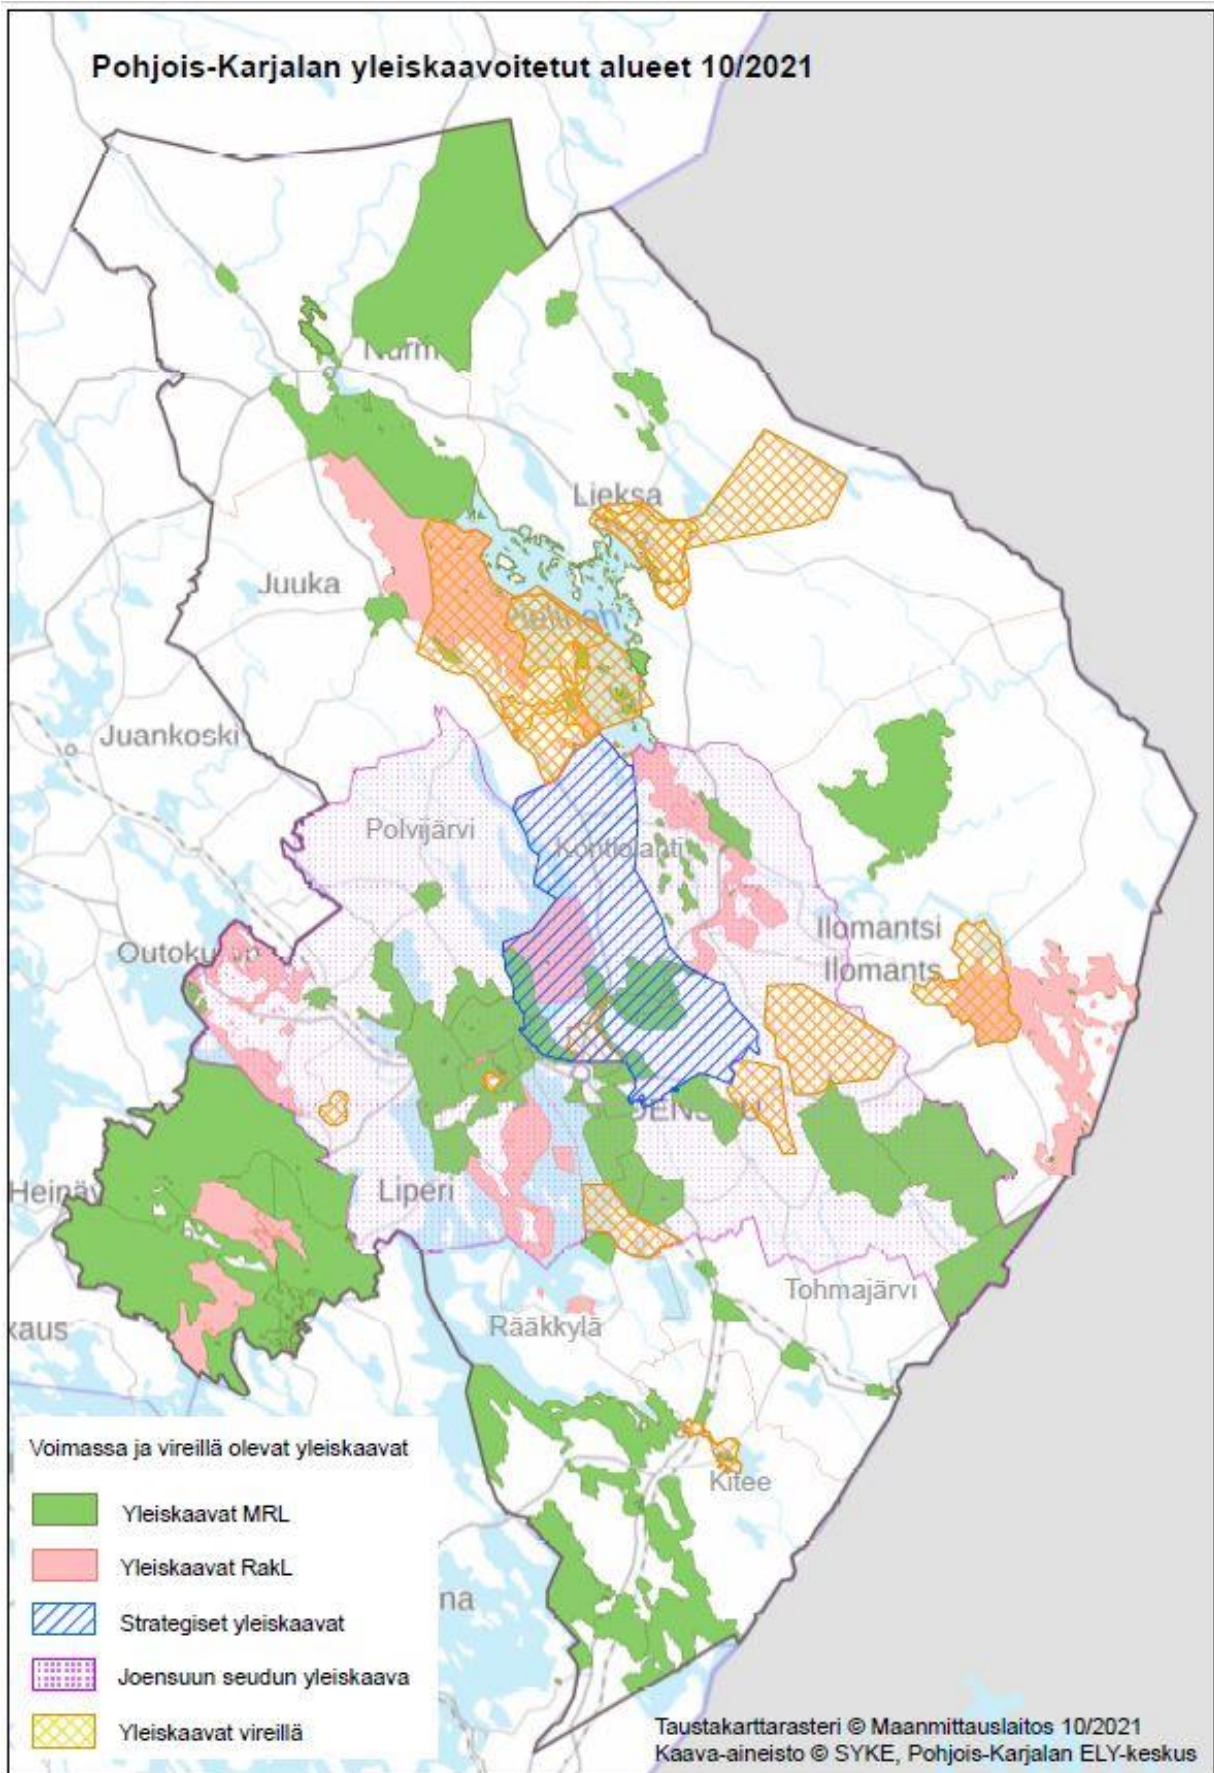 Pohjois-Karjalan yleiskaavoitetut alueet 10/2021
Lieksa
Juuka
Juankoski
Polvijärvi
Kontiolahti
Ilomantsi
Ilomants
Liperi
Tohmajärvi
Rääkkylä
Kitee
Voimassa ja vireillä olevat yleiskaavat
Yleiskaavat MRL
Yleiskaavat RakL
Strategiset yleiskaavat
Joensuun seudun yleiskaava
Yleiskaavat vireillä
Taustakarttarasteri © Maanmittauslaitos 10/2021
Kaava-aineisto © SYKE, Pohjois-Karjalan ELY-keskus